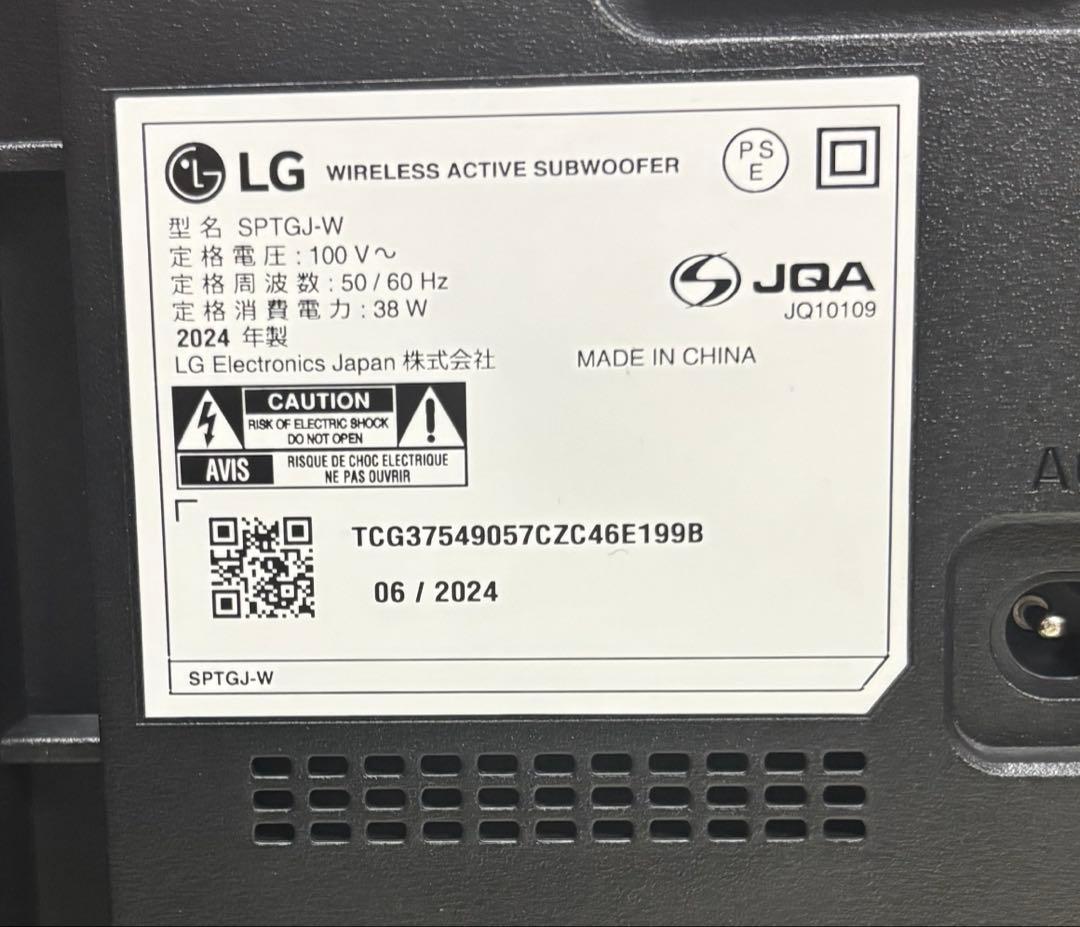 LG WIRELESS ACTIVE SUBWOOFER
PS
E
型名 SPTGJ-W
定格電圧 : 100 V～
定格周波数 : 50 / 60 Hz
定格消費電力 : 38 W
2024 年製
LG Electronics Japan 株式会社
JQA
JQ10109
MADE IN CHINA
CAUTION
RISK OF ELECTRIC SHOCK
DO NOT OPEN
AVIS
RISQUE DE CHOC ELECTRIQUE
NE PAS OUVRIR
TCG37549057CZC46E199B
06 / 2024
SPTGJ-W